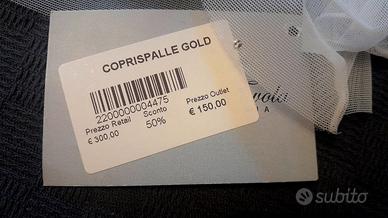 COPRISPALLE GOLD
2200000004475
Prezzo Retail Sconto Prezzo Outlet
€ 300,00 50% € 150,00
subito